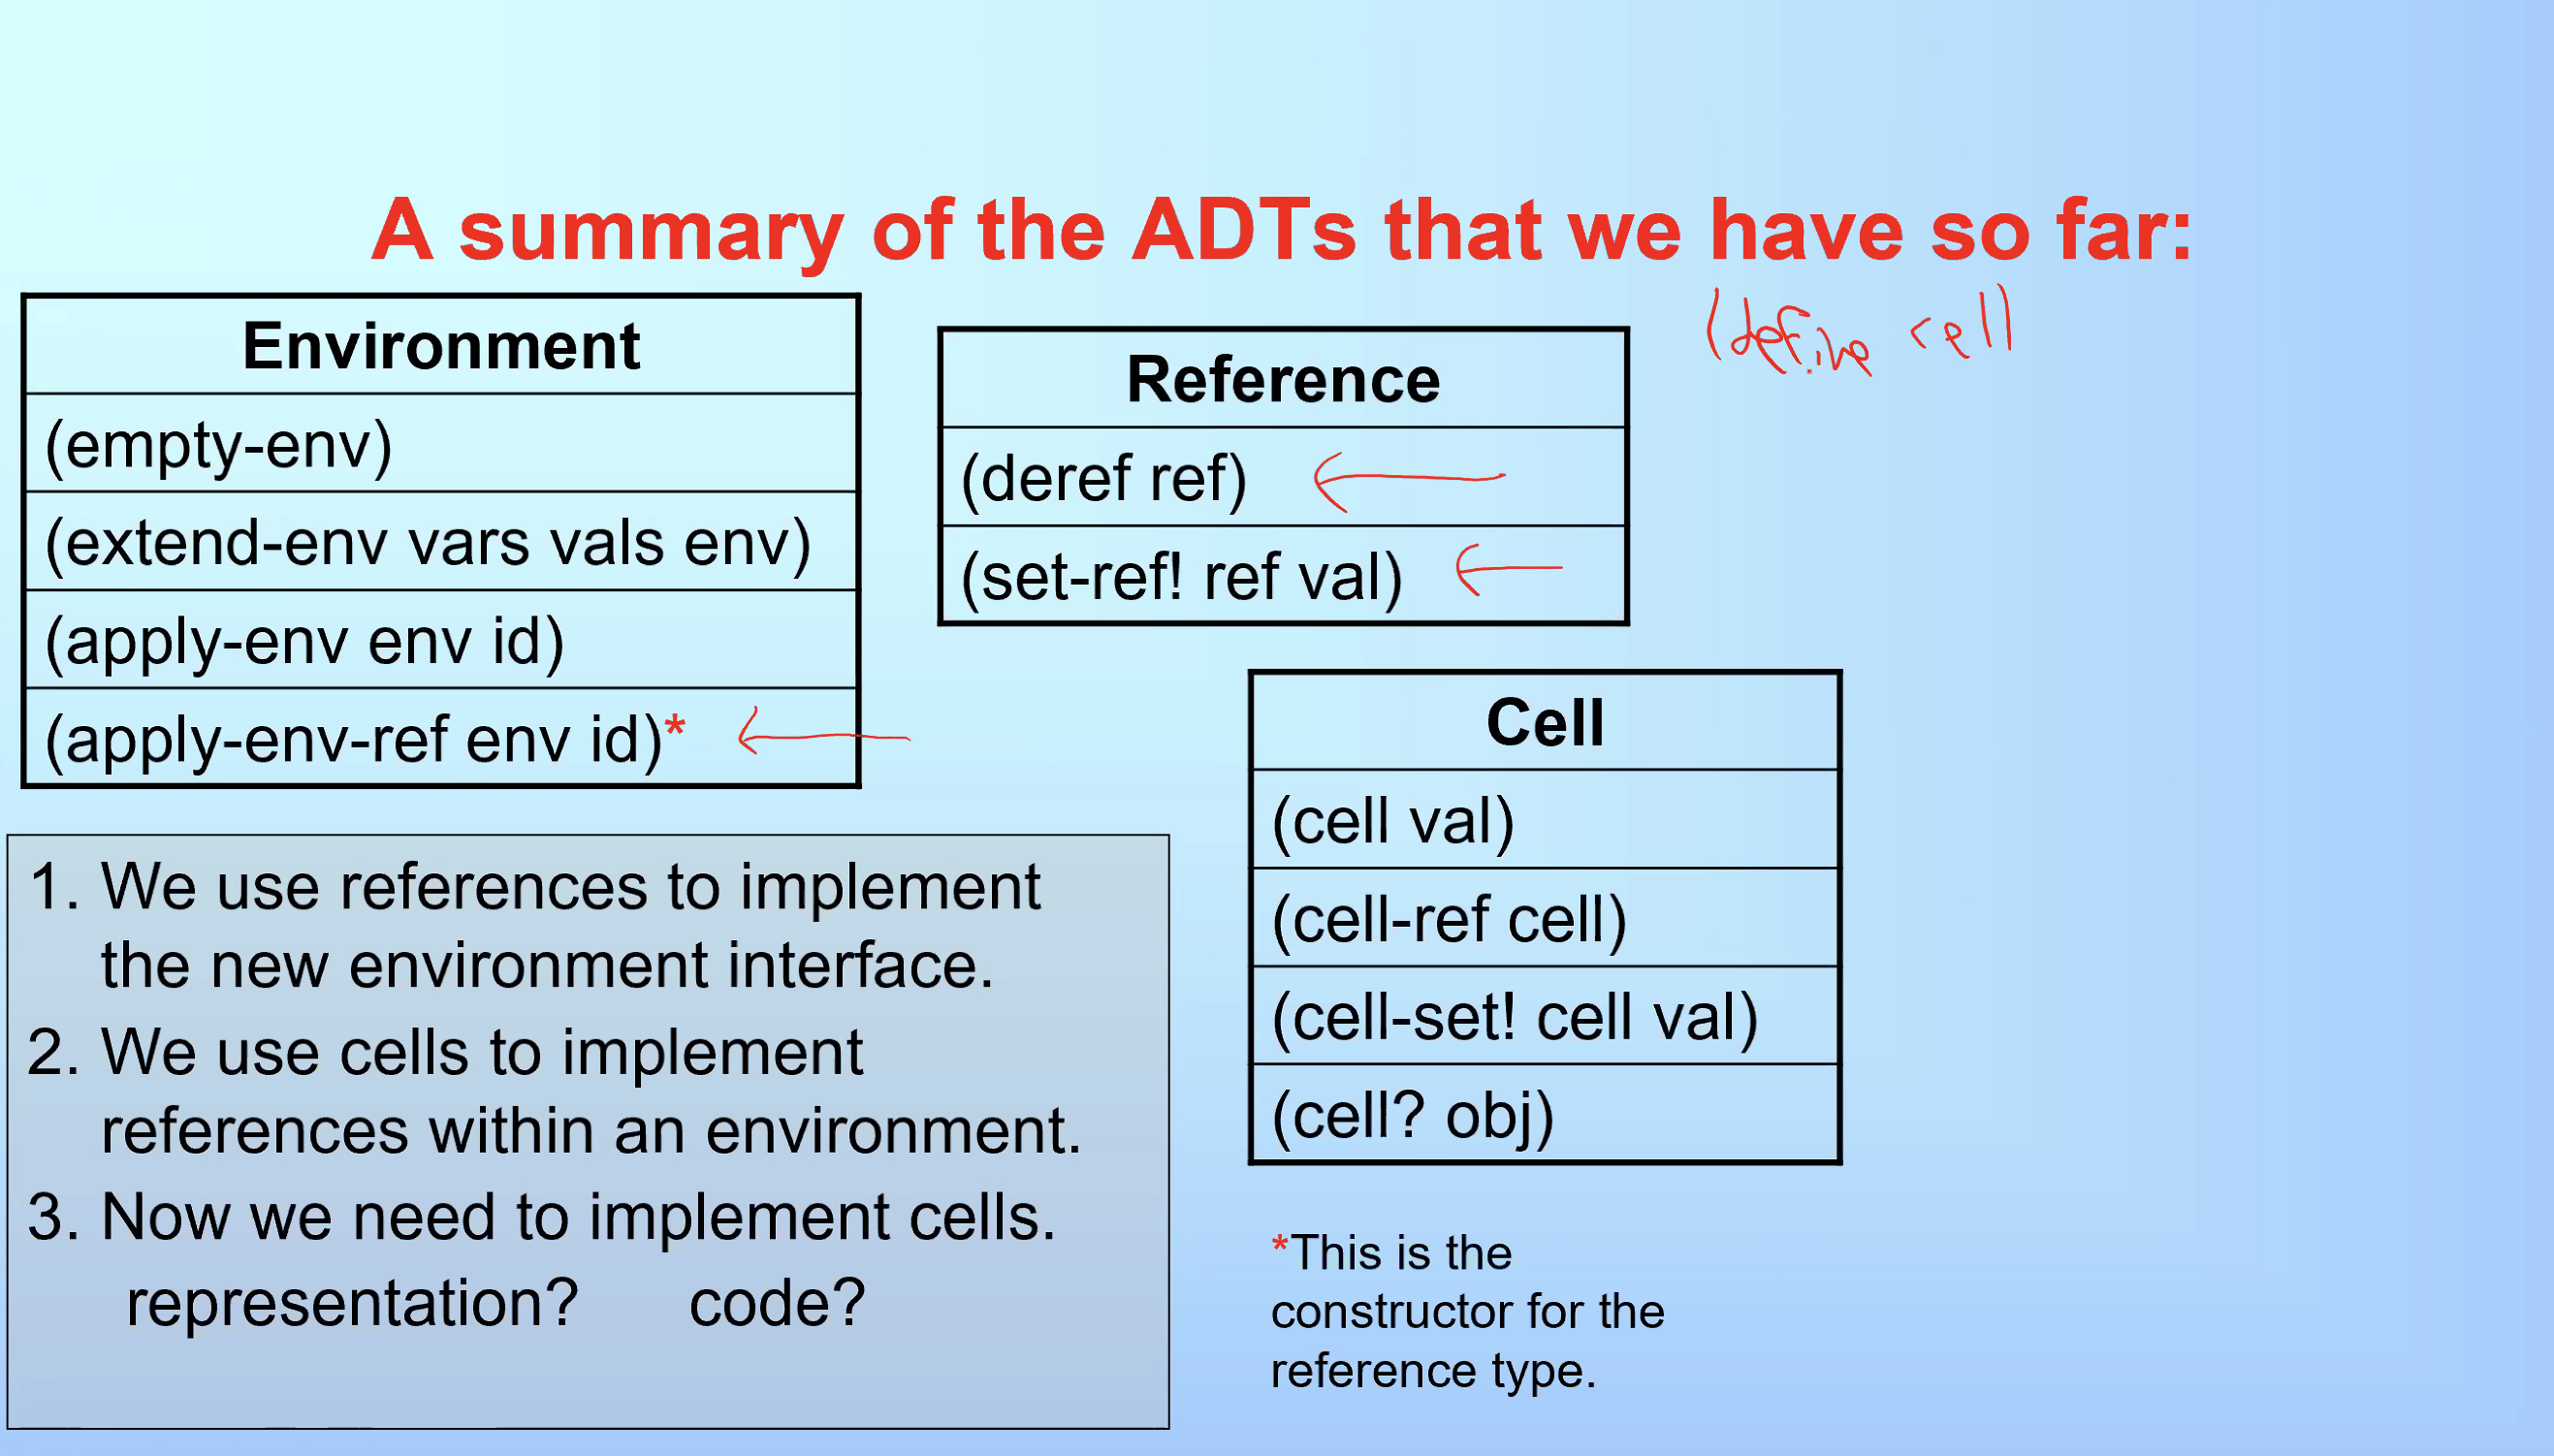 A summary of the ADTs that we have so far:
(define cell
Environment
(empty-env)
(extend-env vars vals env)
(apply-env env id)
(apply-env-ref env id)*
Reference
(deref ref)
(set-ref! ref val)
Cell
(cell val)
(cell-ref cell)
(cell-set! cell val)
(cell? obj)
1. We use references to implement
the new environment interface.
2. We use cells to implement
references within an environment.
3. Now we need to implement cells.
representation? code?
*This is the
constructor for the
reference type.